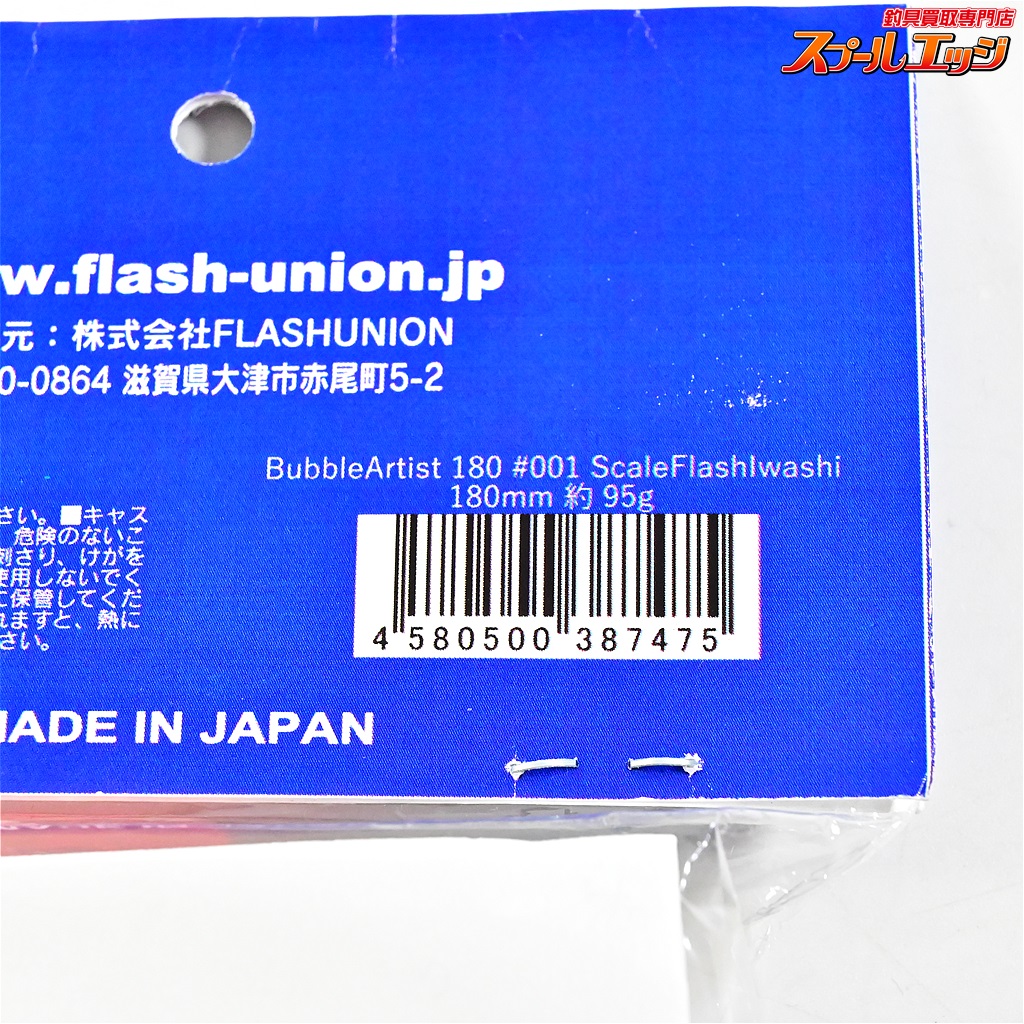 釣具買取専門店
スプールエッジ
w.flash-union.jp
元：株式会社FLASHUNION
0-0864 滋賀県大津市赤尾町5-2
BubbleArtist 180 #001 ScaleFlashIwashi
180mm 約 95g
さい。■キャス
危険のないこ
刺さり、けがを
使用しないでく
に保管してくだ
れますと、熱に
さい。
4 580500 387475
MADE IN JAPAN